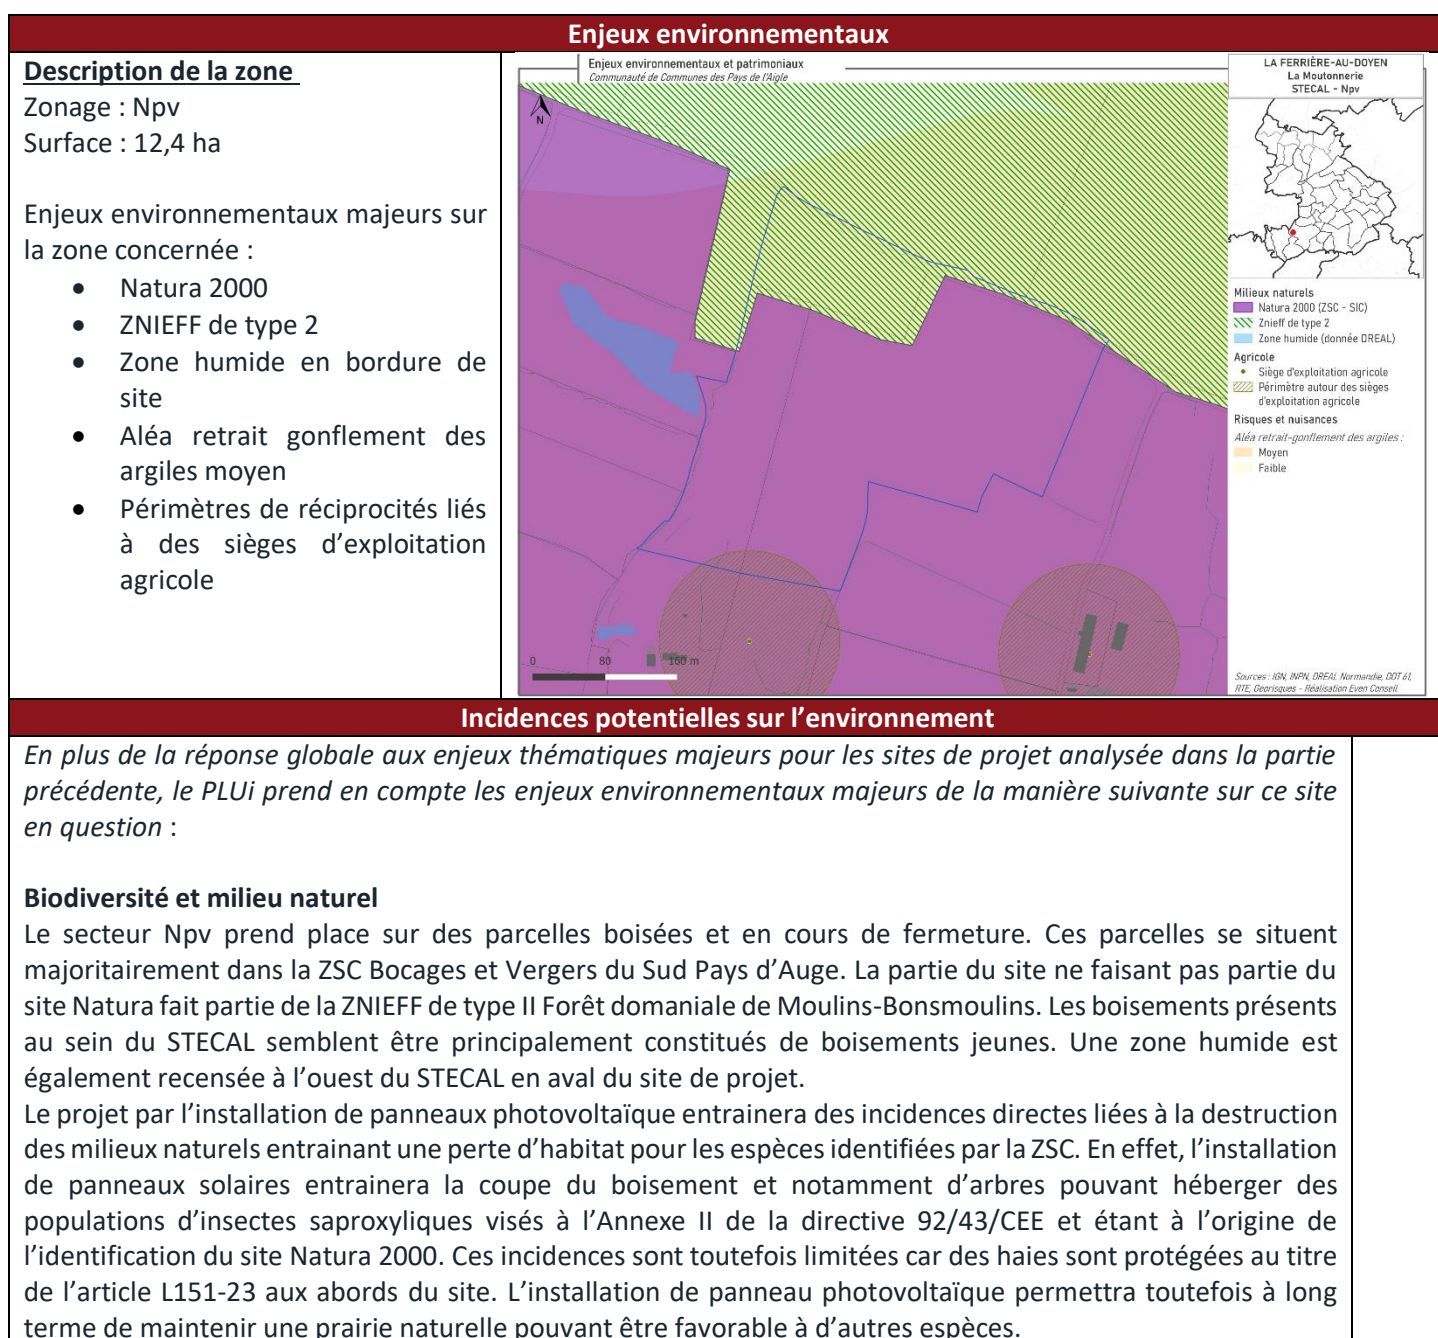 Enjeux environnementaux
Description de la zone
Zonage : Npv
Surface : 12,4 ha
Enjeux environnementaux majeurs sur
la zone concernée :
• Natura 2000
• ZNIEFF de type 2
• Zone humide en bordure de
site
• Aléa retrait gonflement des
argiles moyen
• Périmètres de réciprocités liés
à des sièges d'exploitation
agricole
Enjeux environnementaux et patrimoniaux
Communauté de Communes des Pays de l'Aigle
N
0 80 160 m
LA FERRIÈRE-AU-DOYEN
La Moutonnerie
STECAL - Npv
Milieux naturels
Natura 2000 (ZSC - SIC)
Znieff de type 2
Zone humide (donnée DREAL)
Agricole
Siège d'exploitation agricole
Périmètre autour des sièges
d'exploitation agricole
Risques et nuisances
Aléa retrait-gonflement des argiles :
Moyen
Faible
Sources : IGN, INPN, DREAL Normandie, DDT 61,
RTE, Georisques - Réalisation Even Conseil
Incidences potentielles sur l'environnement
En plus de la réponse globale aux enjeux thématiques majeurs pour les sites de projet analysée dans la partie
précédente, le PLUi prend en compte les enjeux environnementaux majeurs de la manière suivante sur ce site
en question :
Biodiversité et milieu naturel
Le secteur Npv prend place sur des parcelles boisées et en cours de fermeture. Ces parcelles se situent
majoritairement dans la ZSC Bocages et Vergers du Sud Pays d'Auge. La partie du site ne faisant pas partie du
site Natura fait partie de la ZNIEFF de type II Forêt domaniale de Moulins-Bonsmoulins. Les boisements présents
au sein du STECAL semblent être principalement constitués de boisements jeunes. Une zone humide est
également recensée à l'ouest du STECAL en aval du site de projet.
Le projet par l'installation de panneaux photovoltaïque entrainera des incidences directes liées à la destruction
des milieux naturels entrainant une perte d'habitat pour les espèces identifiées par la ZSC. En effet, l'installation
de panneaux solaires entrainera la coupe du boisement et notamment d'arbres pouvant héberger des
populations d'insectes saproxyliques visés à l'Annexe II de la directive 92/43/CEE et étant à l'origine de
l'identification du site Natura 2000. Ces incidences sont toutefois limitées car des haies sont protégées au titre
de l'article L151-23 aux abords du site. L'installation de panneau photovoltaïque permettra toutefois à long
terme de maintenir une prairie naturelle pouvant être favorable à d'autres espèces.